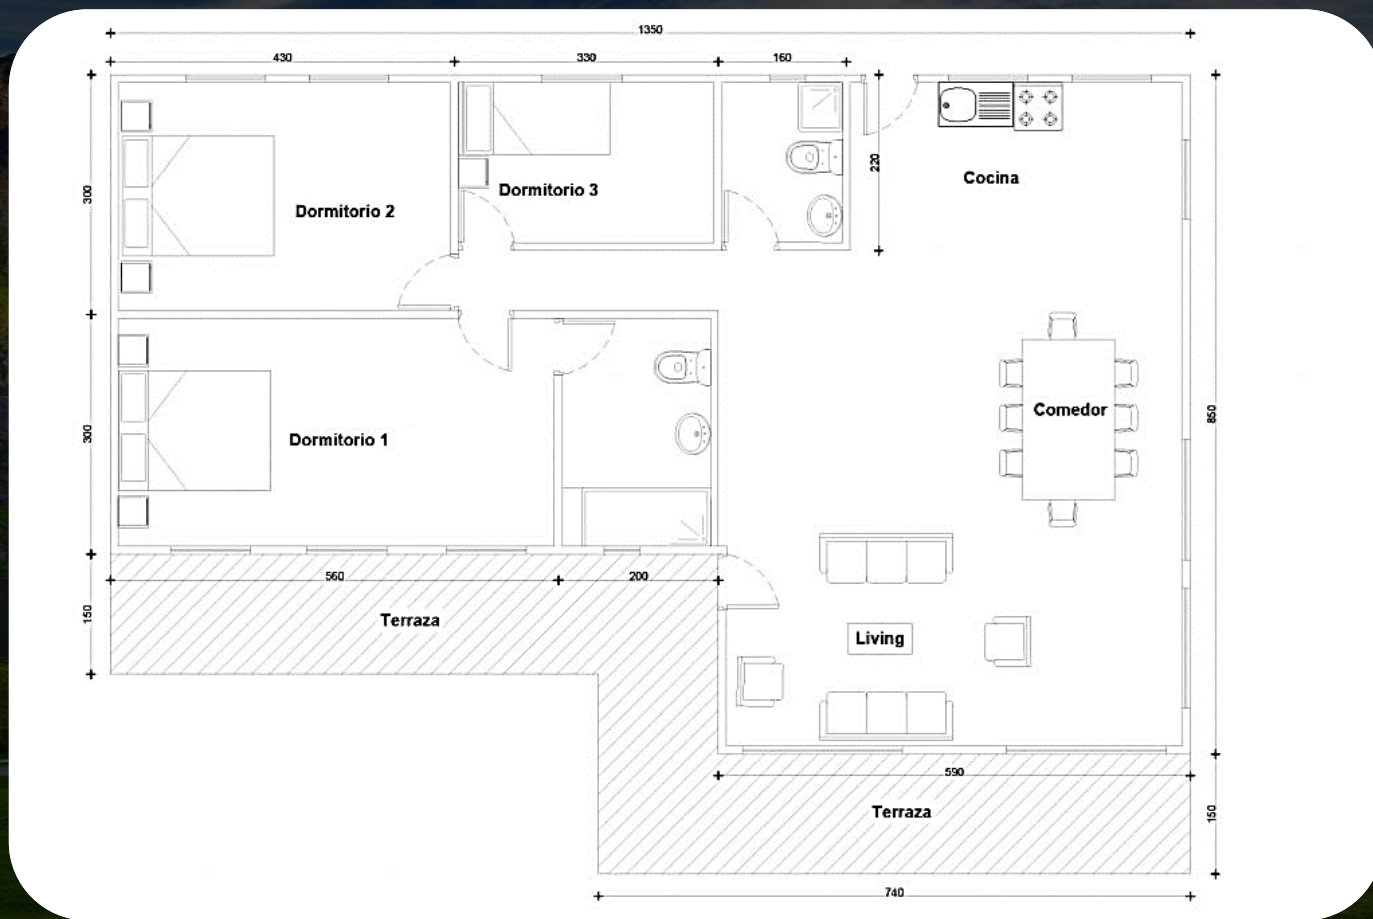 1350
430
330
160
300
220
Cocina
Dormitorio 3
Dormitorio 2
300
Dormitorio 1
Comedor
850
560
200
150
Terraza
Living
590
Terraza
150
740